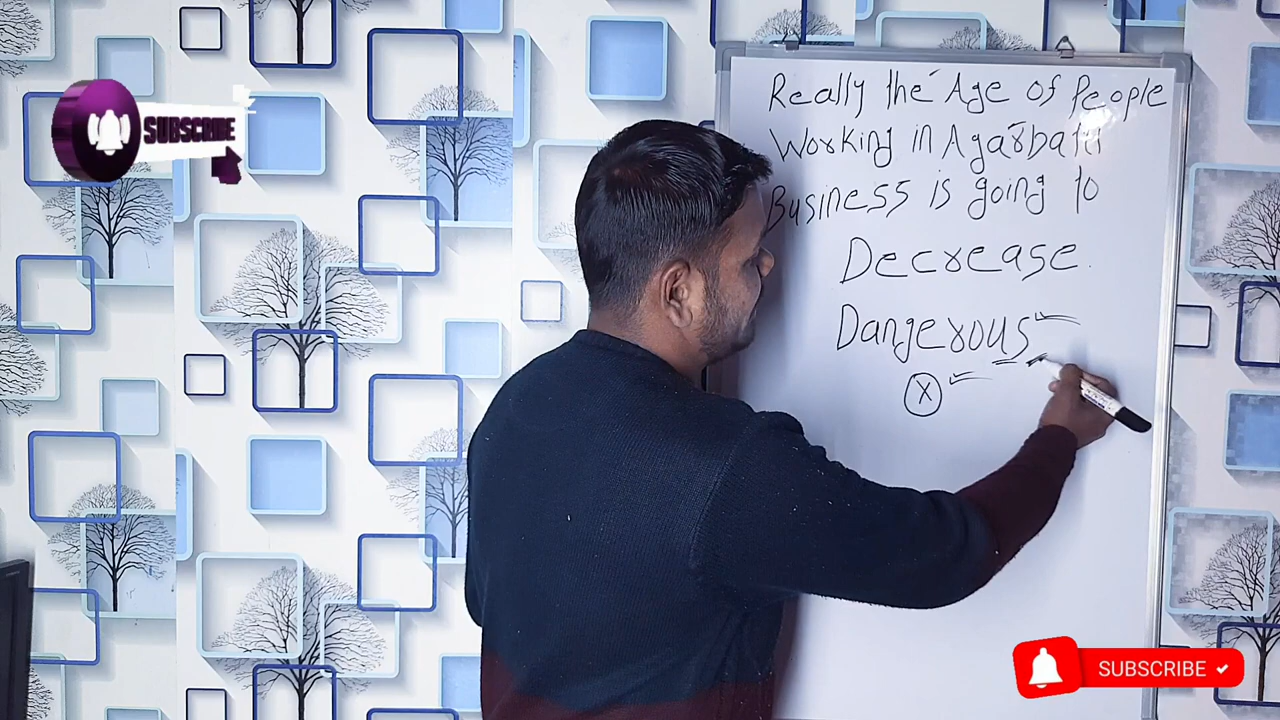 SUBSCRIBE
Really the Age of People
Working in Agarbatti
Business is going to
Decrease.
Dangerous
X
SUBSCRIBE